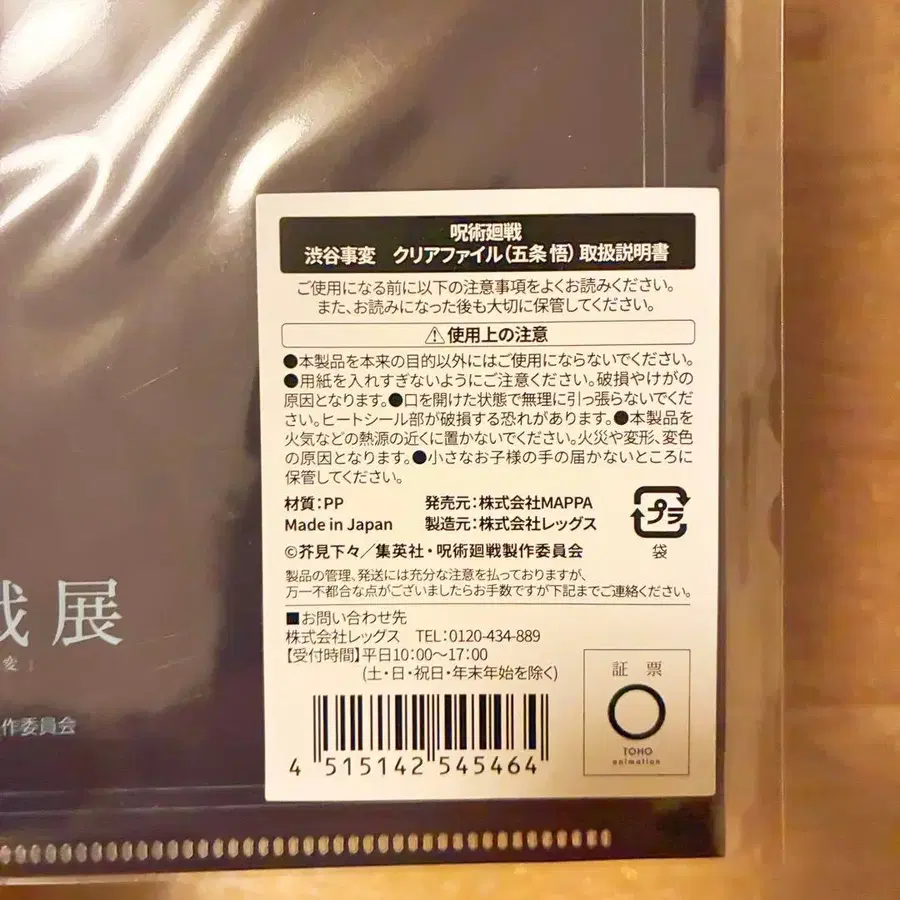 呪術廻戦
渋谷事変　クリアファイル(五条 悟) 取扱説明書
ご使用になる前に以下の注意事項をよくお読みください。
また、お読みになった後も大切に保管してください。
⚠使用上の注意
●本製品を本来の目的以外にはご使用にならないでください。
●用紙を入れすぎないようにご注意ください。破損やけがの
原因となります。●口を開けた状態で無理に引っ張らないでくだ
さい。ヒートシール部が破損する恐れがあります。●本製品を
火気などの熱源の近くに置かないでください。火災や変形、変色
の原因となります。●小さなお子様の手の届かないところに
保管してください。
材質：PP　発売元：株式会社MAPPA
Made in Japan　製造元：株式会社レッグス
プラ
袋
©芥見下々／集英社・呪術廻戦製作委員会
製品の管理、発送には充分な注意を払っておりますが、
万一不都合な点がございましたらお手数ですが下記までご連絡ください。
■お問い合わせ先
株式会社レッグス　TEL：0120-434-889
【受付時間】平日10:00〜17:00
(土・日・祝日・年末年始を除く)
4 515142 545464
証 票
TOHO
animation
戦 展
変」
作委員会